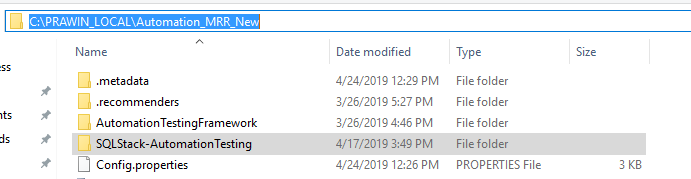 C:\PRAWIN_LOCAL\Automation_MRR_New
Name Date modified Type Size
ess
.metadata 4/24/2019 12:29 PM File folder
.recommenders 3/26/2019 5:27 PM File folder
nts AutomationTestingFramework 3/26/2019 4:46 PM File folder
ds SQLStack-AutomationTesting 4/17/2019 3:49 PM File folder
Config.properties 4/24/2019 12:26 PM PROPERTIES File 3 KB